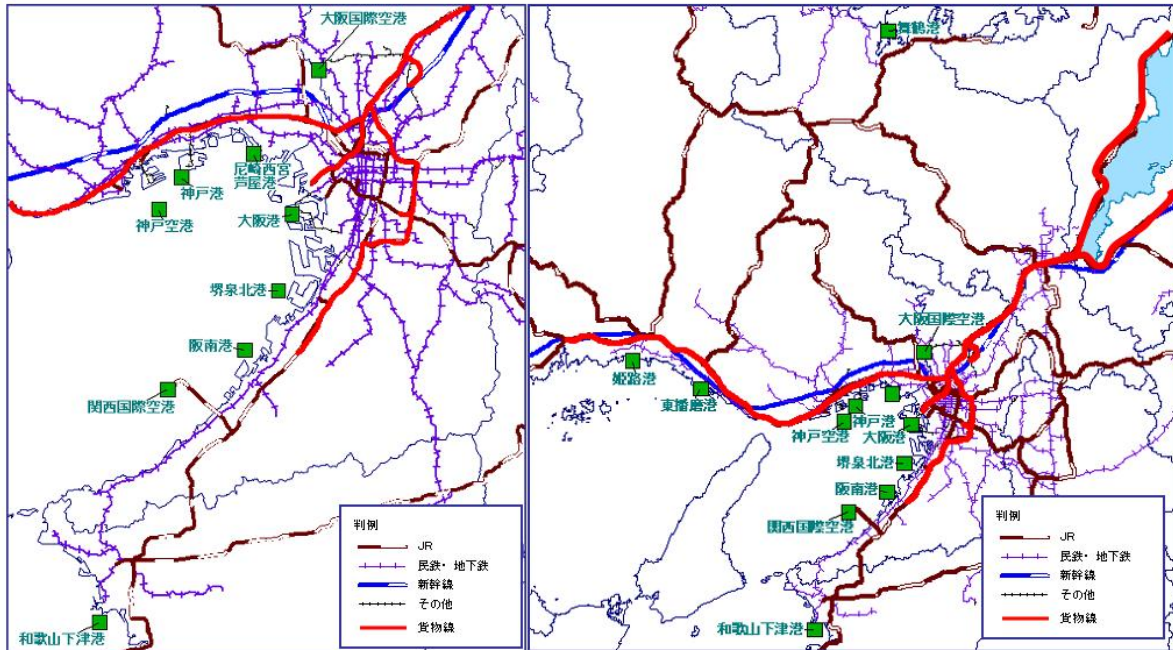 大阪国際空港
尼崎西宮
芦屋港
神戸港
神戸空港
大阪港
堺泉北港
阪南港
関西国際空港
和歌山下津港
判例
JR
民鉄・地下鉄
新幹線
その他
貨物線
舞鶴港
大阪国際空港
姫路港
東播磨港
神戸港
神戸空港
大阪港
堺泉北港
阪南港
関西国際空港
和歌山下津港
判例
JR
民鉄・地下鉄
新幹線
その他
貨物線